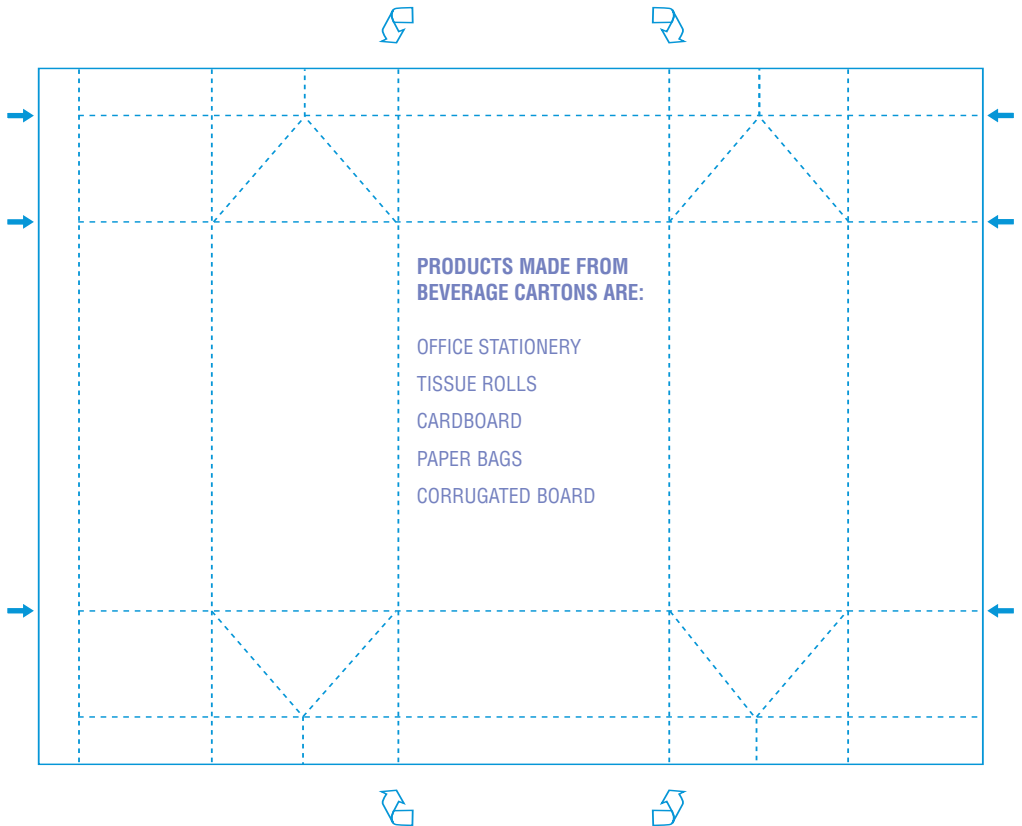 PRODUCTS MADE FROM
BEVERAGE CARTONS ARE:
OFFICE STATIONERY
TISSUE ROLLS
CARDBOARD
PAPER BAGS
CORRUGATED BOARD